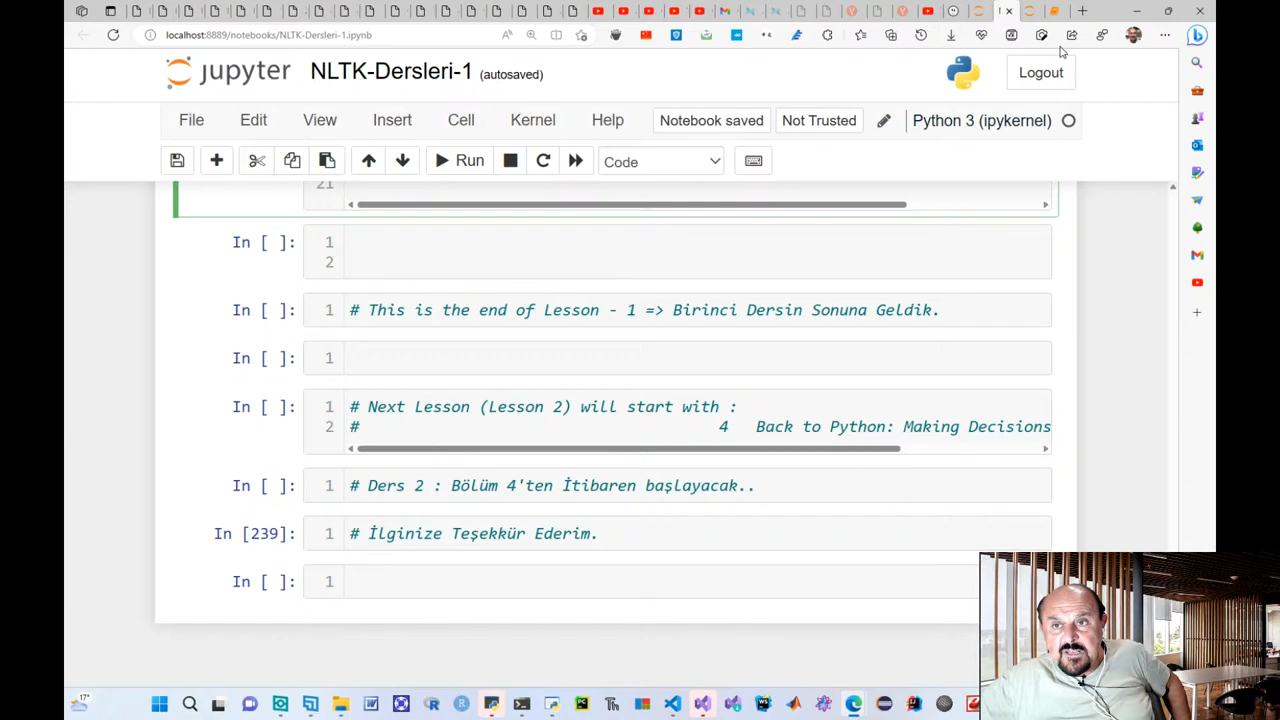 localhost:8889/notebooks/NLTK-Dersleri-1.ipynb
jupyter NLTK-Dersleri-1 (autosaved)
Logout
File Edit View Insert Cell Kernel Help Notebook saved Not Trusted Python 3 (ipykernel)
Run Code
21
In [ ]: 1
2
In [ ]: 1 # This is the end of Lesson - 1 => Birinci Dersin Sonuna Geldik.
In [ ]: 1
In [ ]: 1 # Next Lesson (Lesson 2) will start with :
2 # 4 Back to Python: Making Decisions
In [ ]: 1 # Ders 2 : Bölüm 4'ten İtibaren başlayacak..
In [239]: 1 # İlginize Teşekkür Ederim.
In [ ]: 1
17°